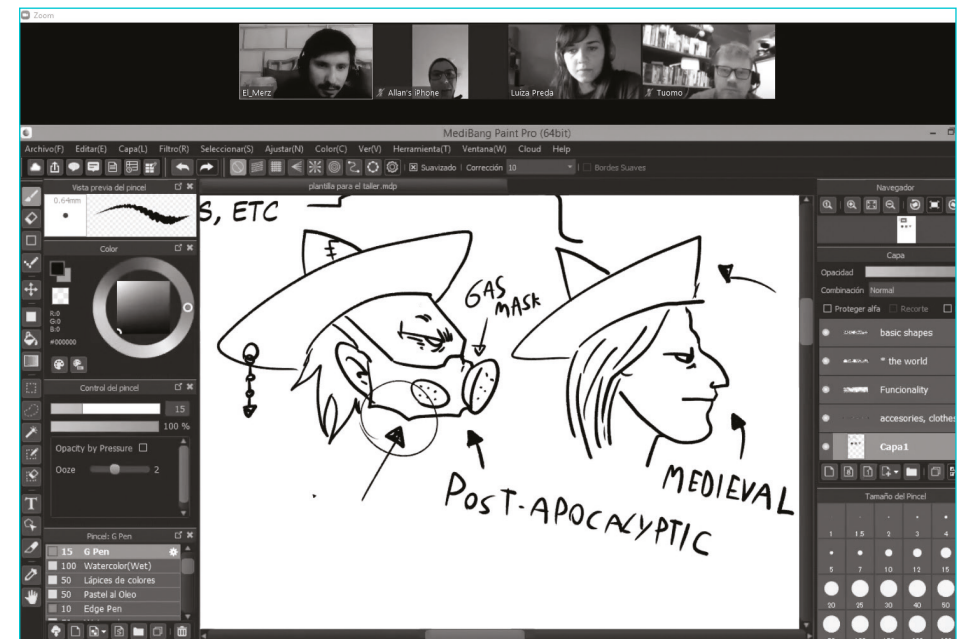 Zoom
El_Merz
Allan's iPhone
Luiza Preda
Tuomo
MediBang Paint Pro (64bit)
Archivo(F) Editar(E) Capa(L) Filtro(R) Seleccionar(S) Ajustar(N) Color(C) Ver(V) Herramienta(T) Ventana(W) Cloud Help
Suavizado Corrección 10 Bordes Suaves
Vista previa del pincel
plantilla para el taller.mdp
Navegador
0.64mm
S, ETC
Color
R:0
G:0
B:0
#000000
GAS
MASK
Capa
Opacidad
Combinación Normal
Proteger alfa Recorte
basic shapes
" the world
Funcionality
accesories, clothes
Capa1
Control del pincel
15
100 %
Opacity by Pressure
Ooze 2
POST-APOCALYPTIC
MEDIEVAL
Pincel: G Pen
15 G Pen
100 Watercolor(Wet)
50 Lápices de colores
50 Pastel al Oleo
10 Edge Pen
Tamaño del Pincel
1 1.5 2 3 4
5 7 10 12 15
20 25 30 40 50